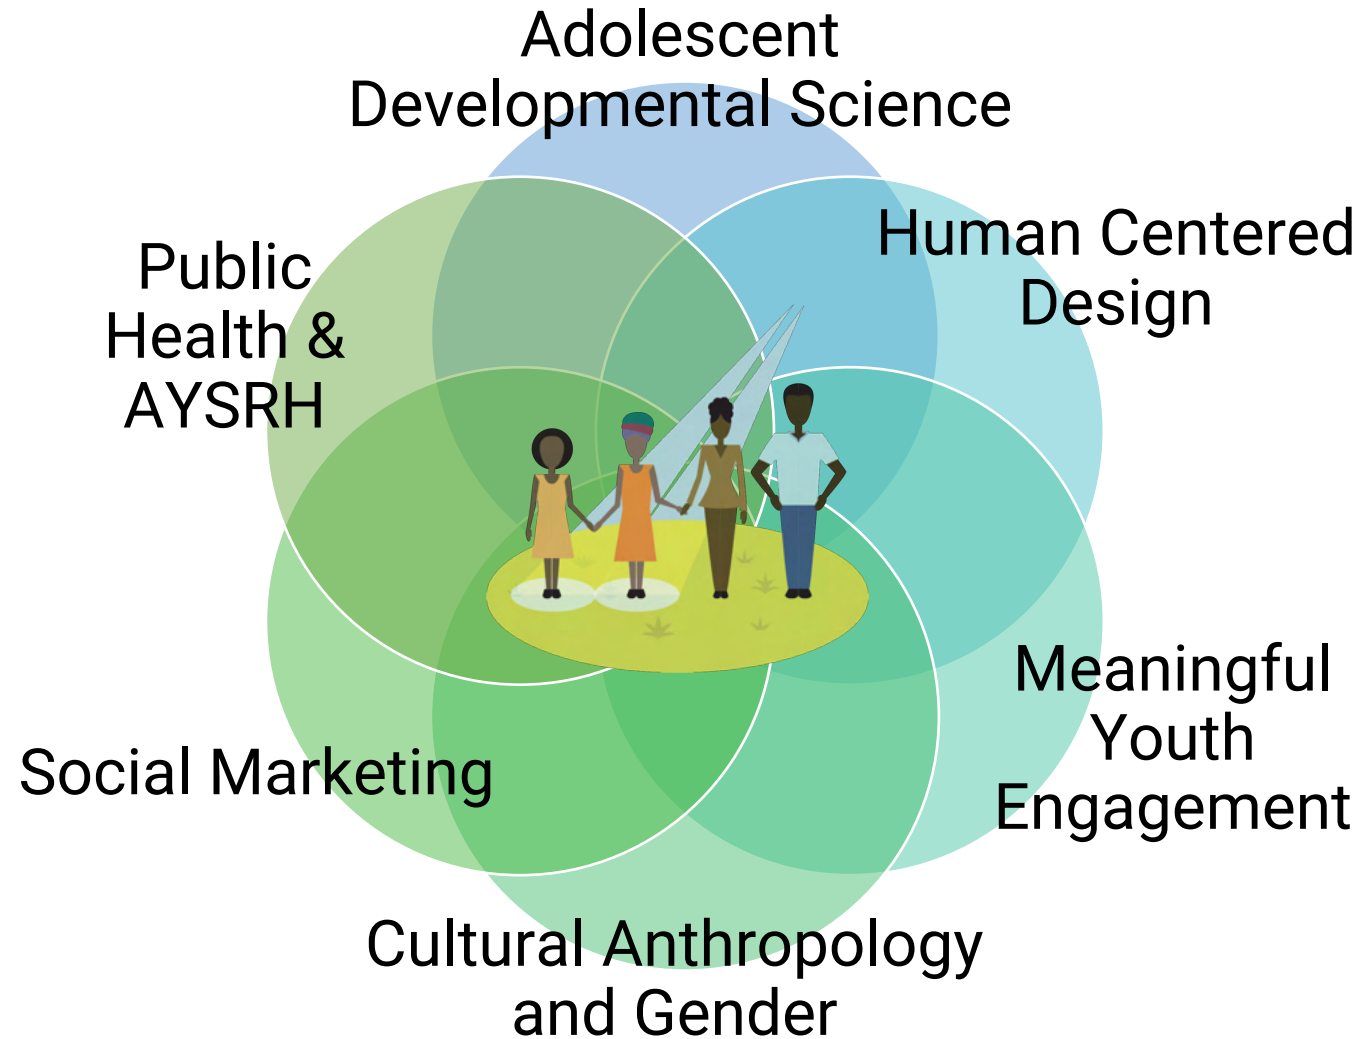 Adolescent
Developmental Science
Human Centered
Design
Public
Health &
AYSRH
Meaningful
Youth
Engagement
Social Marketing
Cultural Anthropology
and Gender